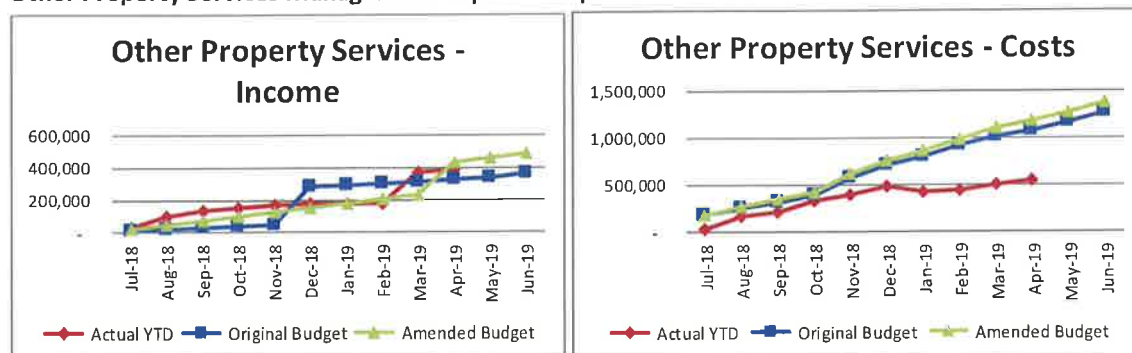 Other Property Services -
Income
600,000
400,000
200,000
-
Jul-18
Aug-18
Sep-18
Oct-18
Nov-18
Dec-18
Jan-19
Feb-19
Mar-19
Apr-19
May-19
Jun-19
Actual YTD Original Budget Amended Budget
Other Property Services - Costs
1,500,000
1,000,000
500,000
-
Jul-18
Aug-18
Sep-18
Oct-18
Nov-18
Dec-18
Jan-19
Feb-19
Mar-19
Apr-19
May-19
Jun-19
Actual YTD Original Budget Amended Budget